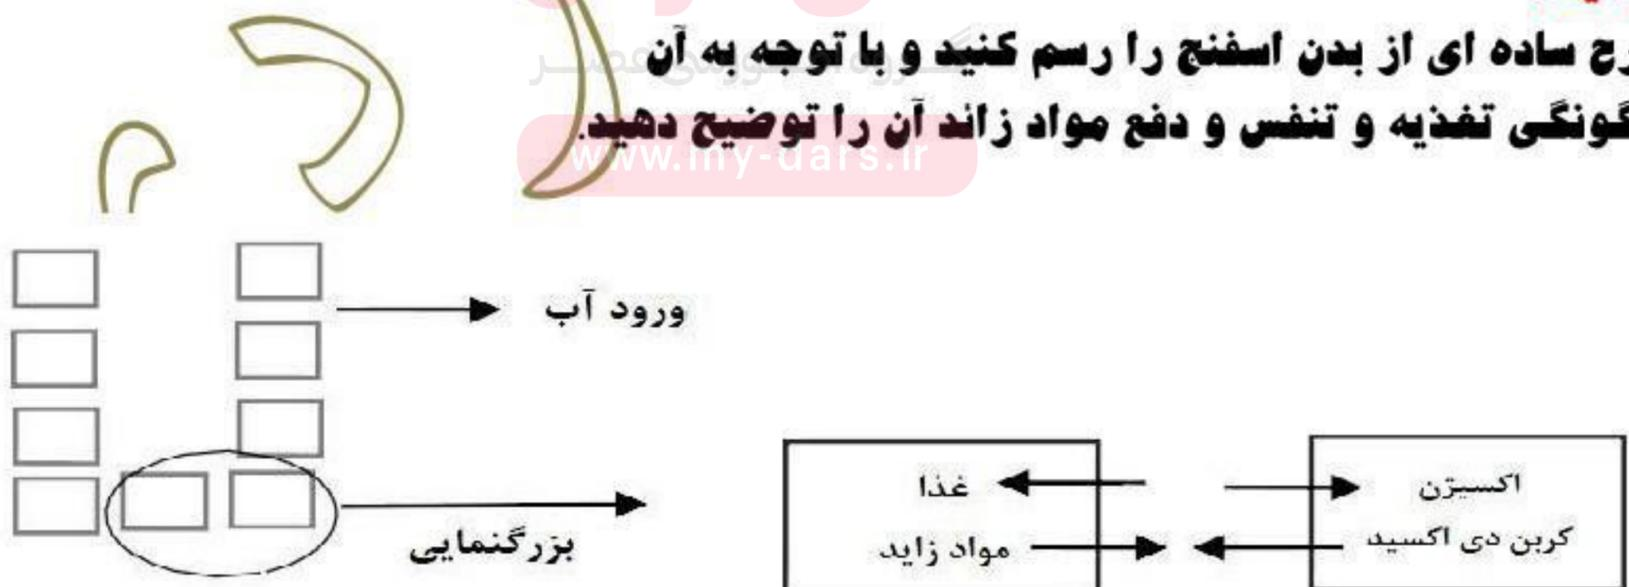 رح ساده ای از بدن اسفنج را رسم کنید و با توجه به آن
گونگی تغذیه و تنفس و دفع مواد زائد آن را توضیح دهید.
www.my-dars.ir
ورود آب
بزرگنمایی
اکسیژن
غذا
کربن دی اکسید
مواد زاید